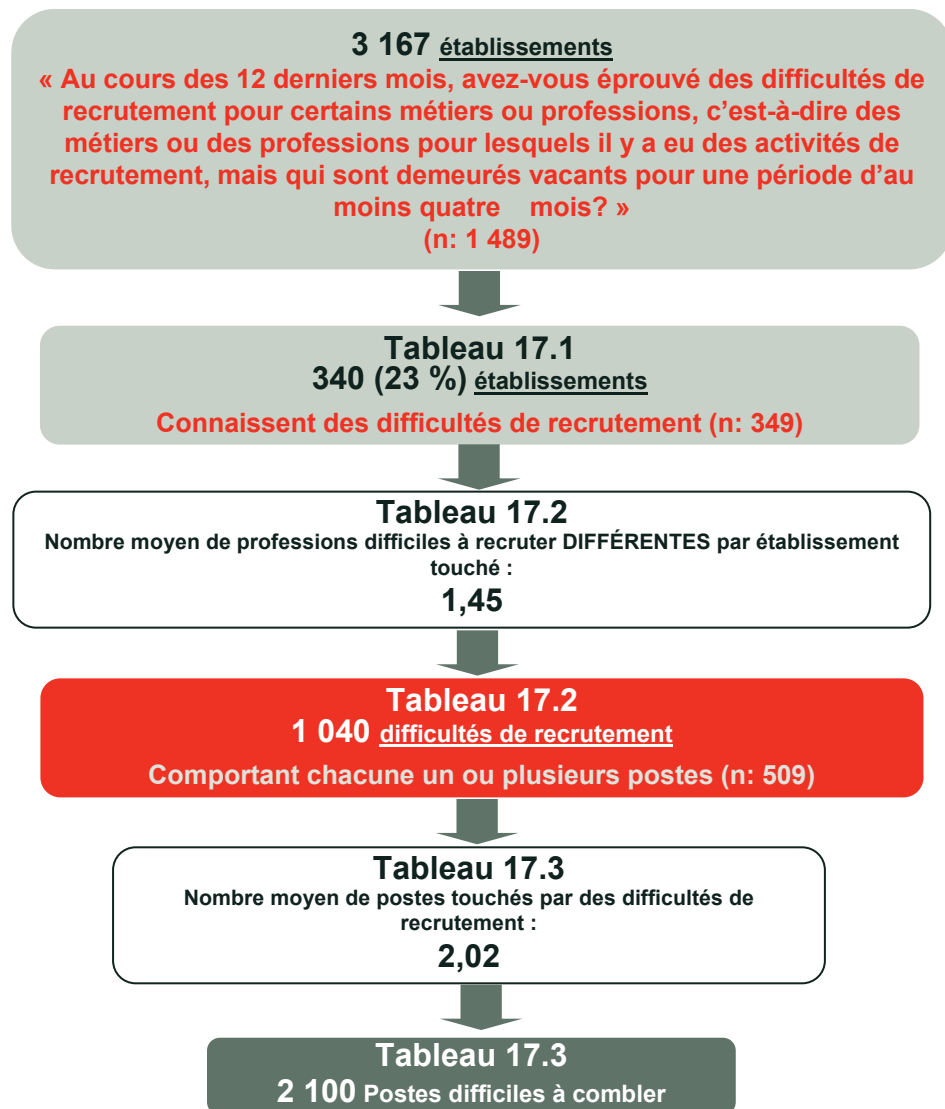 3 167 établissements
« Au cours des 12 derniers mois, avez-vous éprouvé des difficultés de
recrutement pour certains métiers ou professions, c’est-à-dire des
métiers ou des professions pour lesquels il y a eu des activités de
recrutement, mais qui sont demeurés vacants pour une période d’au
moins quatre mois? »
(n: 1 489)
Tableau 17.1
340 (23 %) établissements
Connaissent des difficultés de recrutement (n: 349)
Tableau 17.2
Nombre moyen de professions difficiles à recruter DIFFÉRENTES par établissement
touché :
1,45
Tableau 17.2
1 040 difficultés de recrutement
Comportant chacune un ou plusieurs postes (n: 509)
Tableau 17.3
Nombre moyen de postes touchés par des difficultés de
recrutement :
2,02
Tableau 17.3
2 100 Postes difficiles à combler